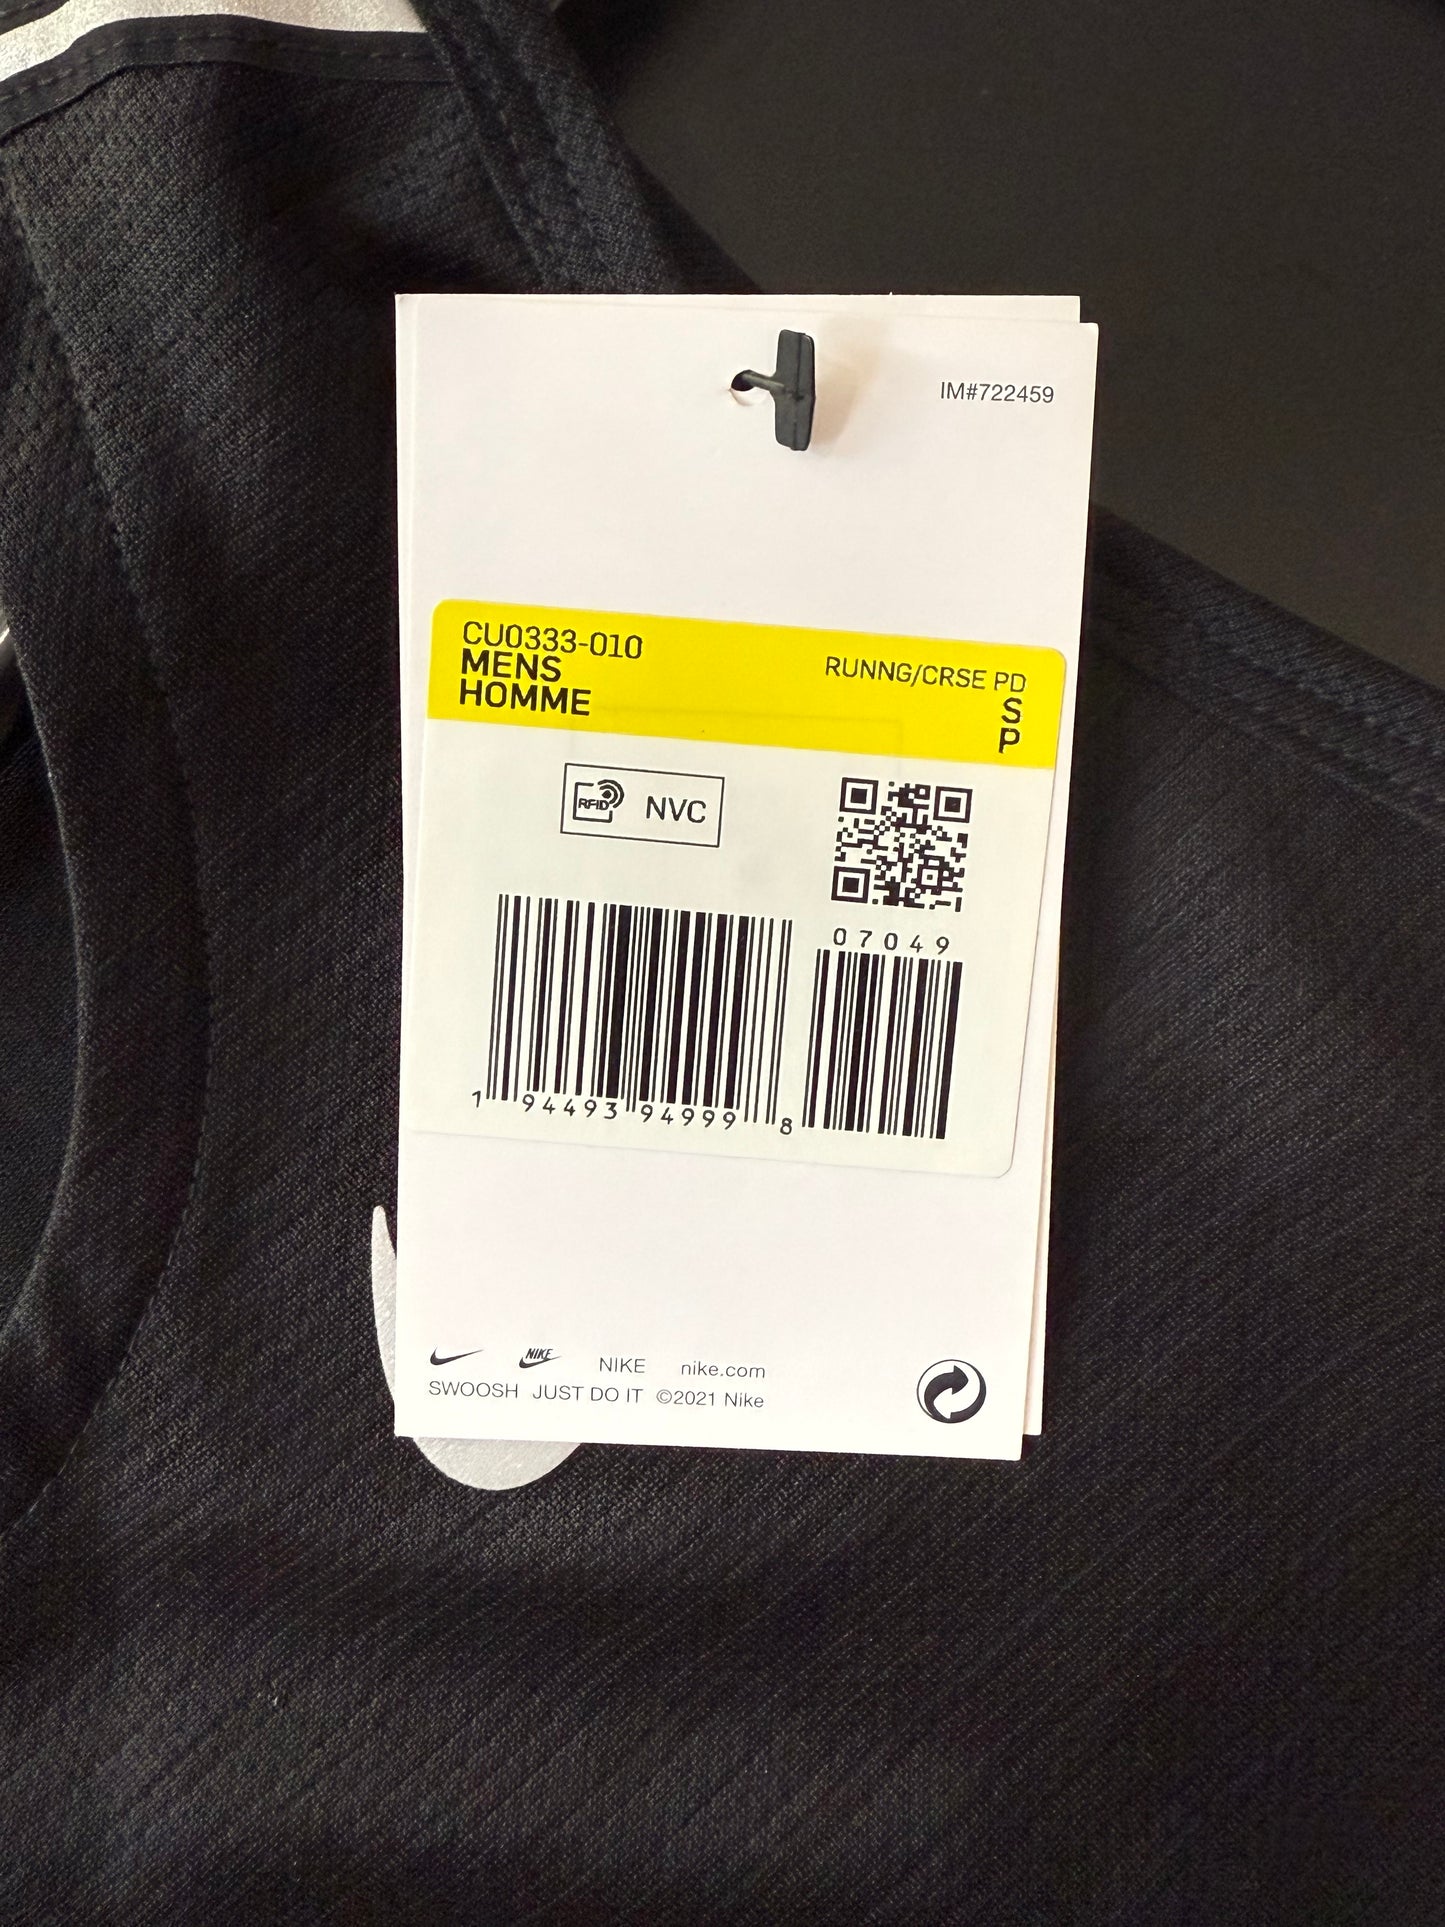 IM#722459
CU0333-010
MENS
HOMME
RUNNG/CRSE PD
S
P
RFID NVC
07049
1 94493 94999 8
NIKE NIKE nike.com
SWOOSH JUST DO IT ©2021 Nike